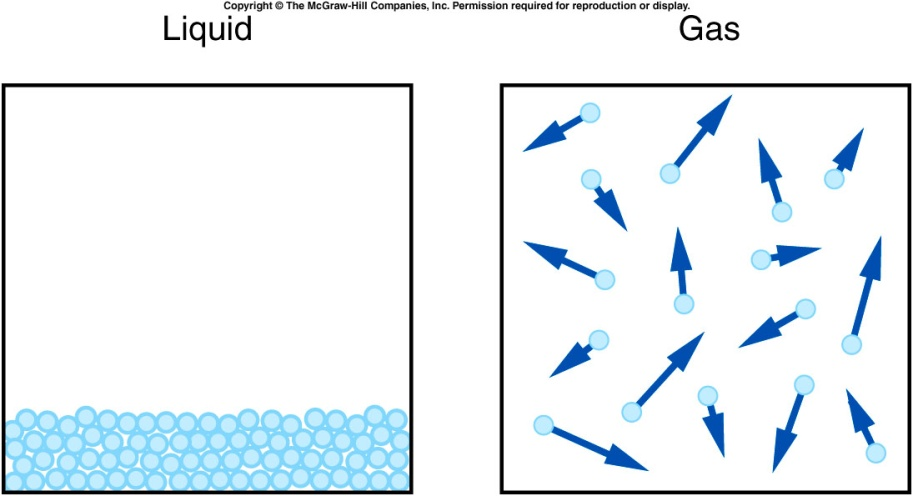 Copyright © The McGraw-Hill Companies, Inc. Permission required for reproduction or display.
Liquid
Gas